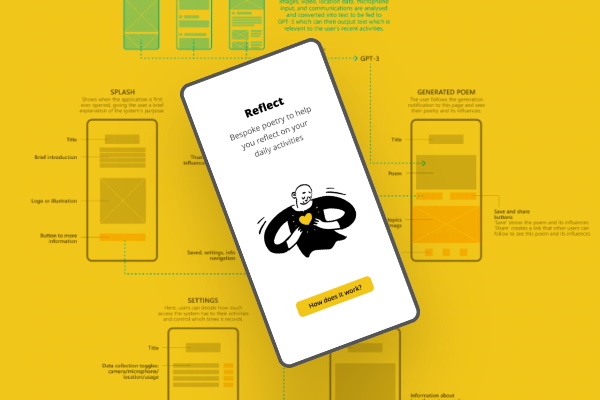 images, video, location data, microphone
input, and communications are analysed
and converted into text to be fed to
GPT-3 which can then output text which is
relevant to the user's recent activities.
GPT-3
SPLASH
Shows when the application is first
ever opened, giving the user a brief
explanation of the system's purpose
Title
Brief introduction
Logo or illustration
Button to more
information
Reflect
Bespoke poetry to help
you reflect on your
daily activities
How does it work?
Saved, settings, info
navigation
GENERATED POEM
The user follows the generation
notification to the page and sees
their poem and its influences.
Title
Poem
Save and share
buttons
'Save' stores the poem and its influences.
'Share' creates a link that other users can
follow to see this poem and its influences.
SETTINGS
Here, users can decide how much
access the system has to their activities
and control which times it records.
Title
Data collection toggles:
camera/microphone/
location/usage
Information about